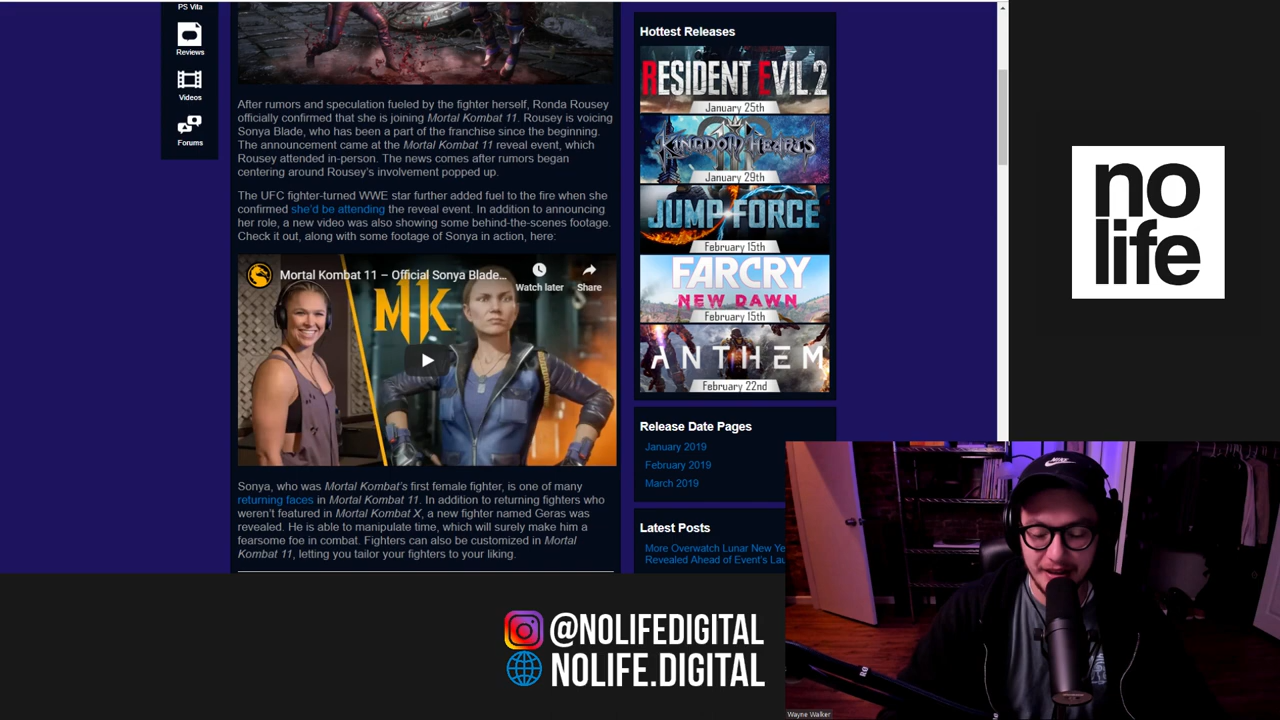 PS Vita
Reviews
Videos
Forums
After rumors and speculation fueled by the fighter herself, Ronda Rousey
officially confirmed that she is joining Mortal Kombat 11. Rousey is voicing
Sonya Blade, who has been a part of the franchise since the beginning.
The announcement came at the Mortal Kombat 11 reveal event, which
Rousey attended in-person. The news comes after rumors began
centering around Rousey's involvement popped up.
The UFC fighter-turned WWE star further added fuel to the fire when she
confirmed she'd be attending the reveal event. In addition to announcing
her role, a new video was also showing some behind-the-scenes footage.
Check it out, along with some footage of Sonya in action, here:
Mortal Kombat 11 – Official Sonya Blade...
Watch later
Share
MK
Sonya, who was Mortal Kombat's first female fighter, is one of many
returning faces in Mortal Kombat 11. In addition to returning fighters who
weren't featured in Mortal Kombat X, a new fighter named Geras was
revealed. He is able to manipulate time, which will surely make him a
fearsome foe in combat. Fighters can also be customized in Mortal
Kombat 11, letting you tailor your fighters to your liking.
Hottest Releases
RESIDENT EVIL 2
January 25th
KINGDOM HEARTS
III
January 29th
JUMP FORCE
February 15th
FARCRY
NEW DAWN
February 15th
ANTHEM
February 22nd
Release Date Pages
January 2019
February 2019
March 2019
Latest Posts
More Overwatch Lunar New Ye
Revealed Ahead of Event's Lau
no
life
@NOLIFEDIGITAL
NOLIFE.DIGITAL
Wayne Walker